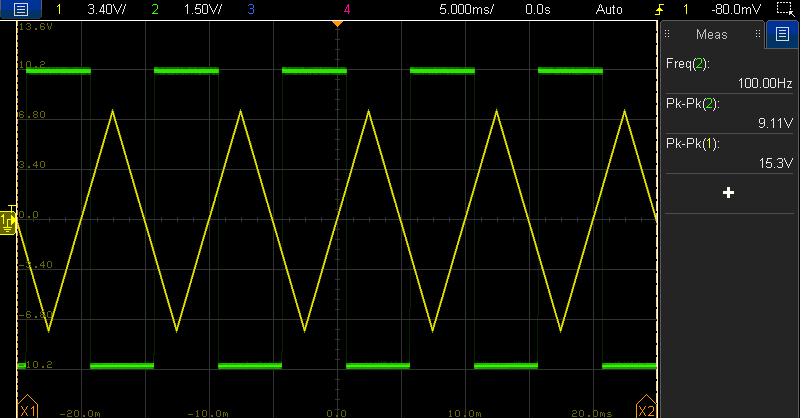 1 3.40V/ 2 1.50V/ 3 4 5.000ms/ 0.0s Auto 1 -80.0mV
13.6V
10.2
6.80
3.40
0.0
-3.40
-6.80
-10.2
-20.0m -10.0m 0.0 10.0m 20.0ms
T
1
X1 X2
Meas
Freq(2):
100.00Hz
Pk-Pk(2):
9.11V
Pk-Pk(1):
15.3V
+